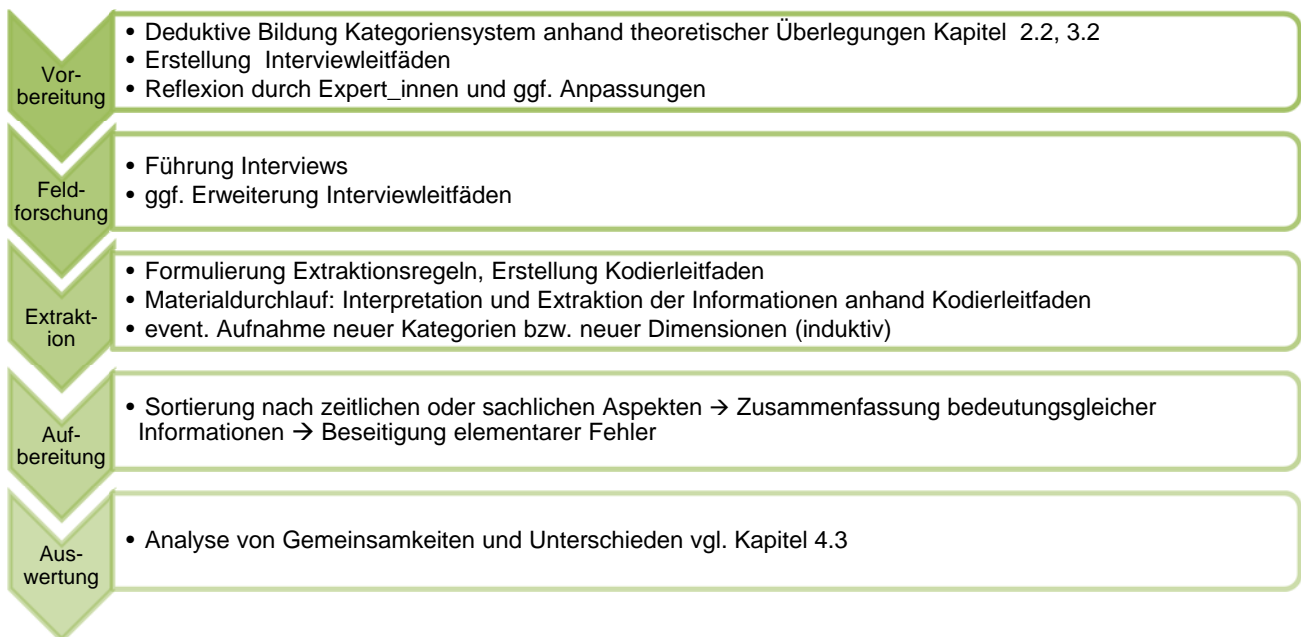 Vor-
bereitung
• Deduktive Bildung Kategoriensystem anhand theoretischer Überlegungen Kapitel 2.2, 3.2
• Erstellung Interviewleitfäden
• Reflexion durch Expert_innen und ggf. Anpassungen
Feld-
forschung
• Führung Interviews
• ggf. Erweiterung Interviewleitfäden
Extrakt-
ion
• Formulierung Extraktionsregeln, Erstellung Kodierleitfaden
• Materialdurchlauf: Interpretation und Extraktion der Informationen anhand Kodierleitfaden
• event. Aufnahme neuer Kategorien bzw. neuer Dimensionen (induktiv)
Auf-
bereitung
• Sortierung nach zeitlichen oder sachlichen Aspekten → Zusammenfassung bedeutungsgleicher
Informationen → Beseitigung elementarer Fehler
Aus-
wertung
• Analyse von Gemeinsamkeiten und Unterschieden vgl. Kapitel 4.3